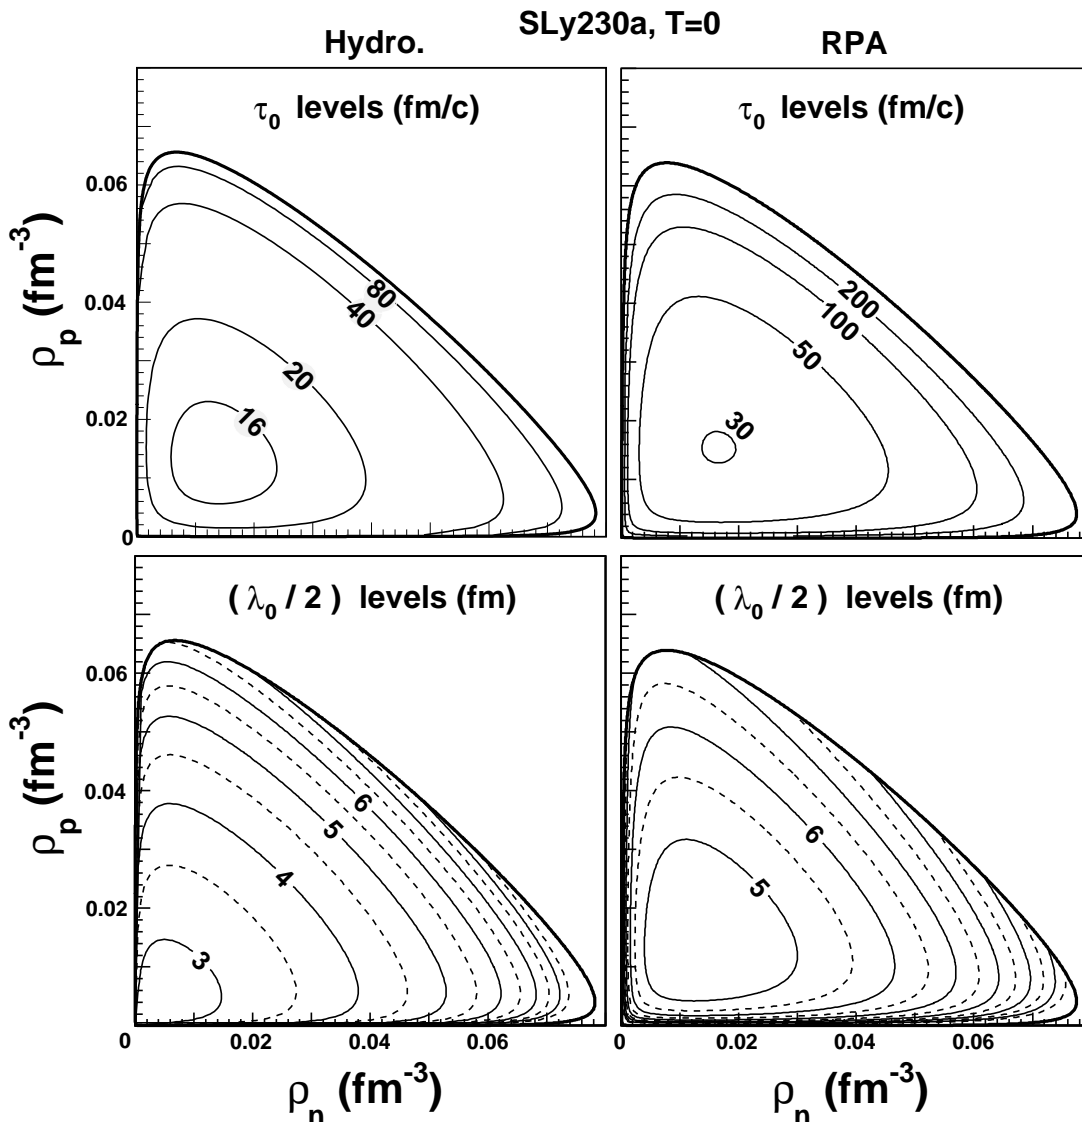 SLy230a, T=0
Hydro.
RPA
τ₀ levels (fm/c)
τ₀ levels (fm/c)
ρₚ (fm⁻³)
0.06
0.04
0.02
0
80
40
20
16
200
100
50
30
( λ₀ / 2 ) levels (fm)
( λ₀ / 2 ) levels (fm)
ρₚ (fm⁻³)
0.06
0.04
0.02
6
5
4
3
6
5
0 0.02 0.04 0.06
0 0.02 0.04 0.06
ρₙ (fm⁻³)
ρₙ (fm⁻³)